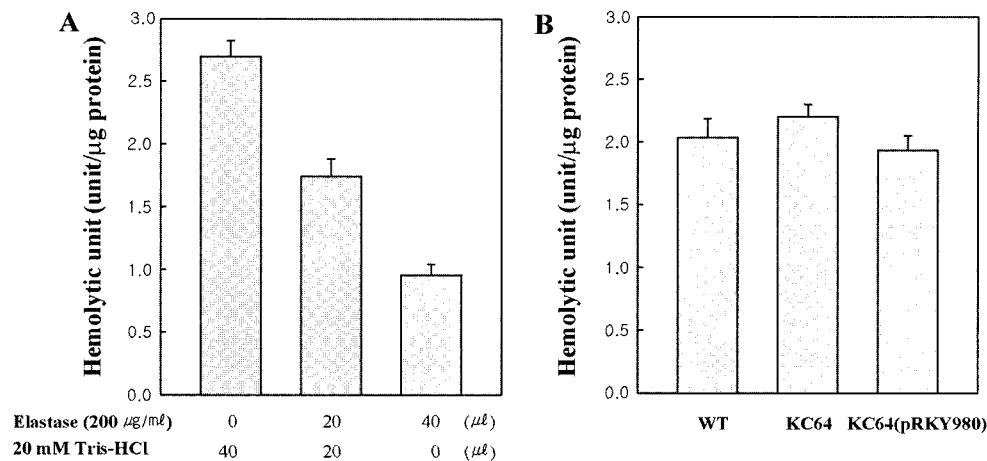 A
Hemolytic unit (unit/μg protein)
3.0
2.5
2.0
1.5
1.0
0.5
0.0
Elastase (200 μg/mℓ) 0 20 40 (μℓ)
20 mM Tris-HCl 40 20 0 (μℓ)
B
Hemolytic unit (unit/μg protein)
3.0
2.5
2.0
1.5
1.0
0.5
0.0
WT KC64 KC64(pRKY980)